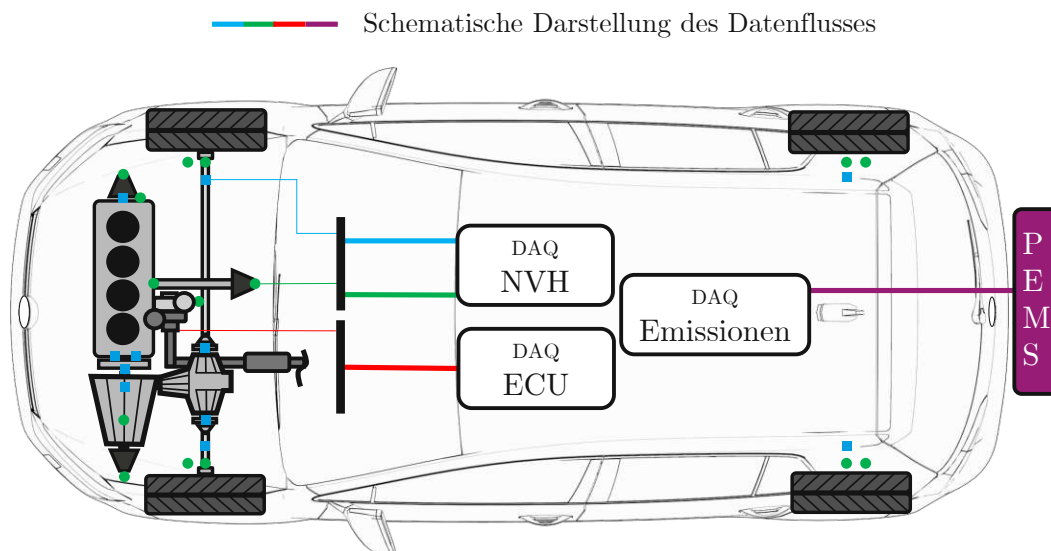 Schematische Darstellung des Datenflusses
DAQ
NVH
DAQ
Emissionen
DAQ
ECU
P
E
M
S